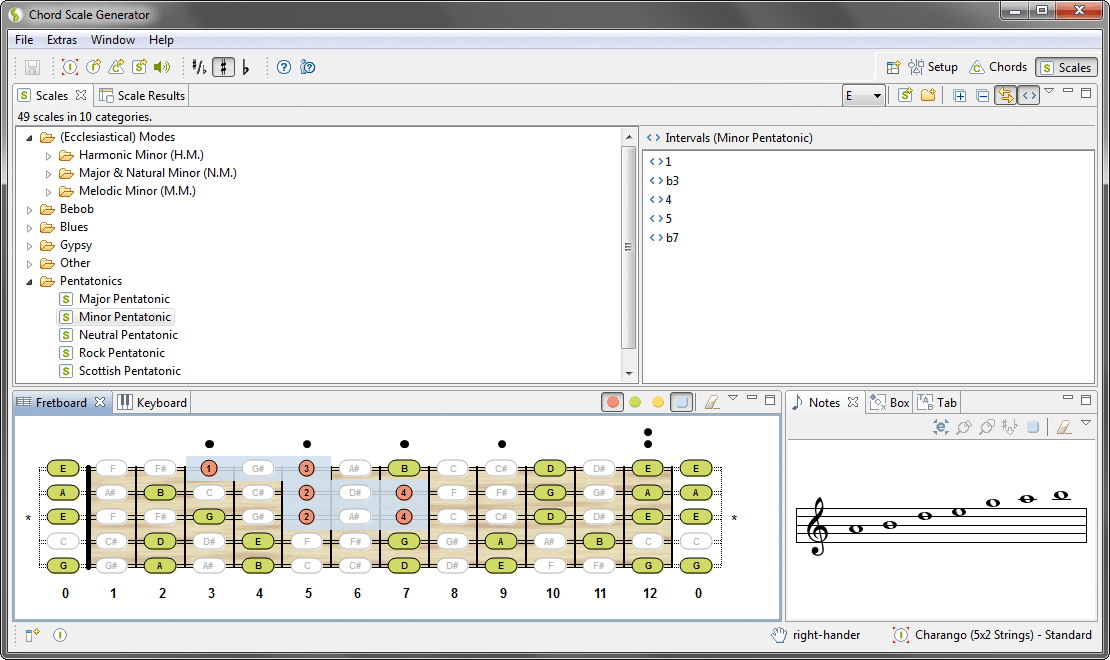 Chord Scale Generator
File Extras Window Help
Setup Chords Scales
Scales Scale Results E
49 scales in 10 categories.
(Ecclesiastical) Modes
Harmonic Minor (H.M.)
Major & Natural Minor (N.M.)
Melodic Minor (M.M.)
Bebob
Blues
Gypsy
Other
Pentatonics
Major Pentatonic
Minor Pentatonic
Neutral Pentatonic
Rock Pentatonic
Scottish Pentatonic
Intervals (Minor Pentatonic)
1
b3
4
5
b7
Fretboard Keyboard
E F F# 1 G# 3 A# B C C# D D# E E
A A# B C C# 2 D# 4 F F# G G# A A
* E F F# G G# 2 A# 4 C C# D D# E E *
C C# D D# E F F# G G# A A# B C C
G G# A A# B C C# D D# E F F# G G
0 1 2 3 4 5 6 7 8 9 10 11 12 0
Notes Box Tab
right-hander Charango (5x2 Strings) - Standard